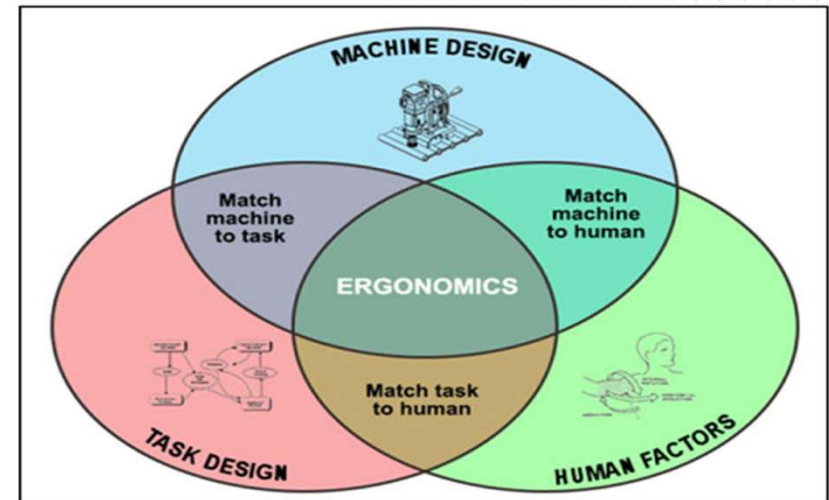 MACHINE DESIGN
Match
machine
to task
Match
machine
to human
ERGONOMICS
Match task
to human
TASK DESIGN
HUMAN FACTORS